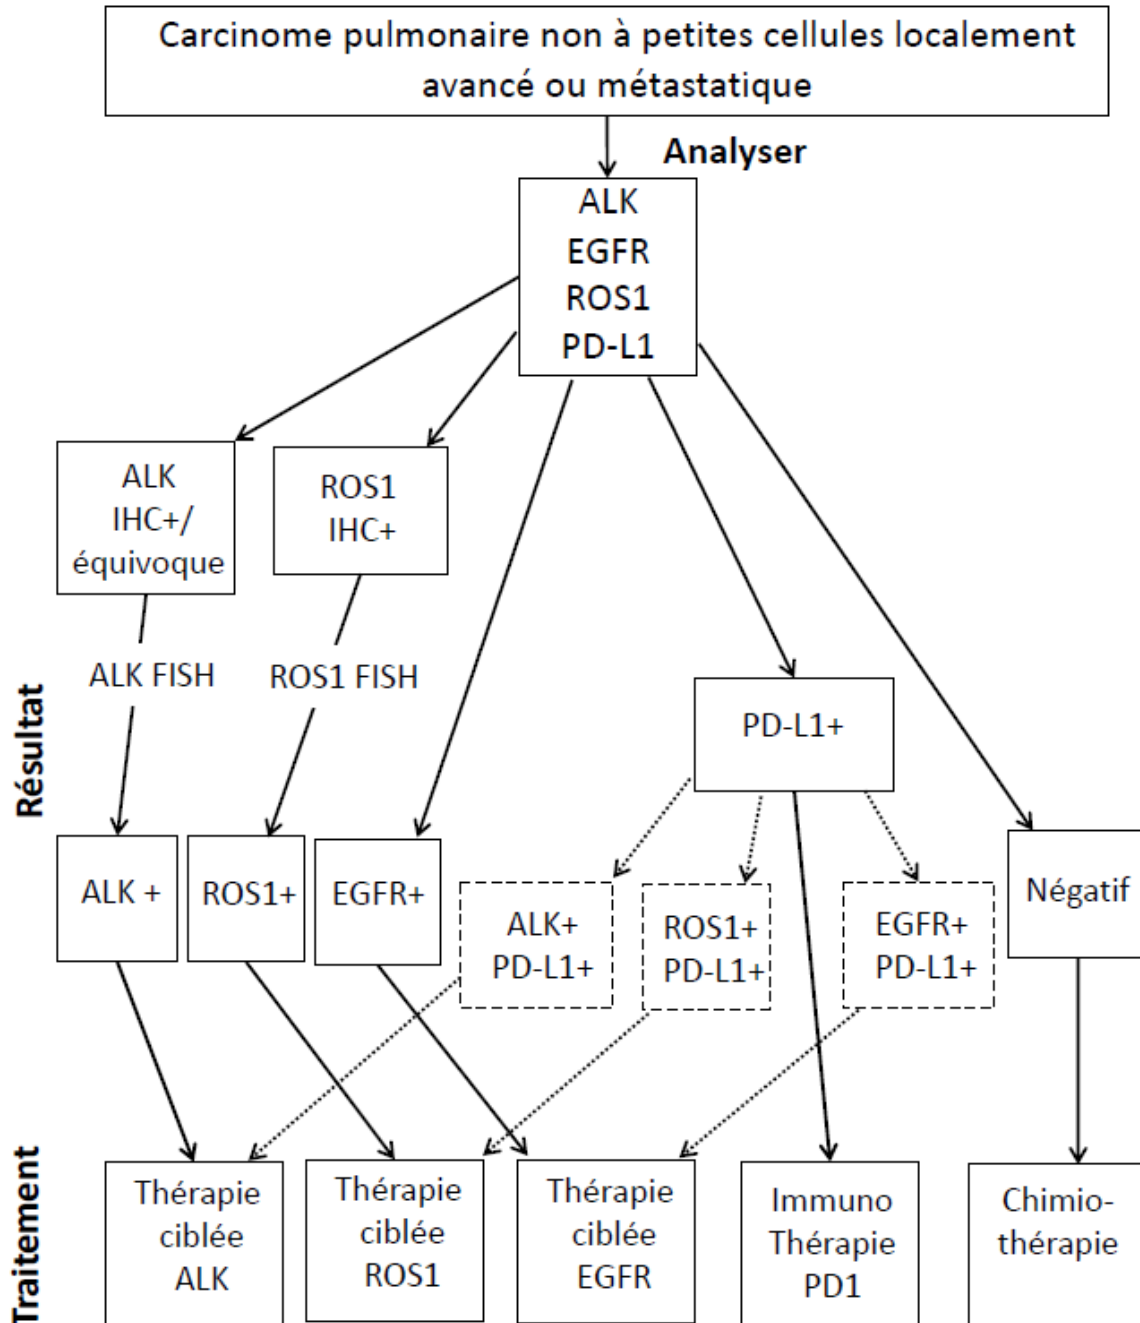 Carcinome pulmonaire non à petites cellules localement
avancé ou métastatique
Analyser
ALK
EGFR
ROS1
PD-L1
ALK
IHC+/
équivoque
ROS1
IHC+
ALK FISH
ROS1 FISH
Résultat
PD-L1+
ALK +
ROS1+
EGFR+
ALK+
PD-L1+
ROS1+
PD-L1+
EGFR+
PD-L1+
Négatif
Traitement
Thérapie
ciblée
ALK
Thérapie
ciblée
ROS1
Thérapie
ciblée
EGFR
Immuno
Thérapie
PD1
Chimio-
thérapie